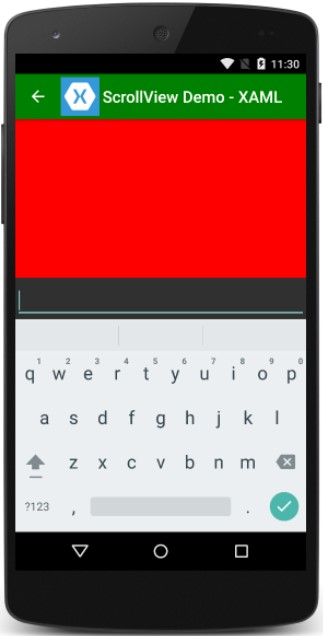 11:30
ScrollView Demo - XAML
1 2 3 4 5 6 7 8 9 0
q w e r t y u i o p
a s d f g h j k l
z x c v b n m
?123 , .